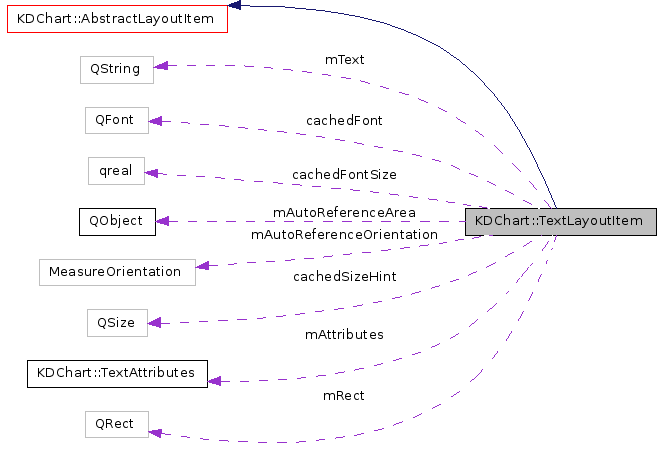 KDChart::AbstractLayoutItem
mText
QString
QFont
cachedFont
qreal
cachedFontSize
QObject
mAutoReferenceArea
KDChart::TextLayoutItem
mAutoReferenceOrientation
MeasureOrientation
cachedSizeHint
QSize
mAttributes
KDChart::TextAttributes
mRect
QRect